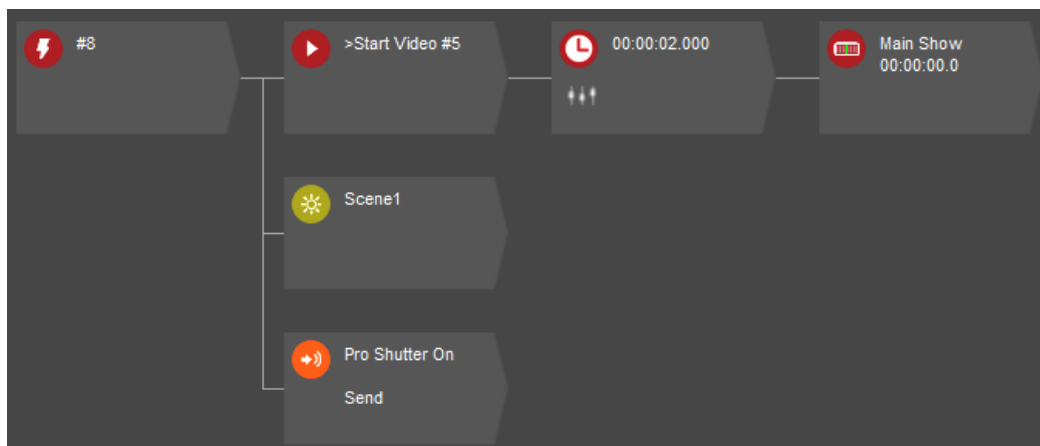 #8
>Start Video #5
00:00:02.000
Main Show
00:00:00.0
Scene1
Pro Shutter On
Send